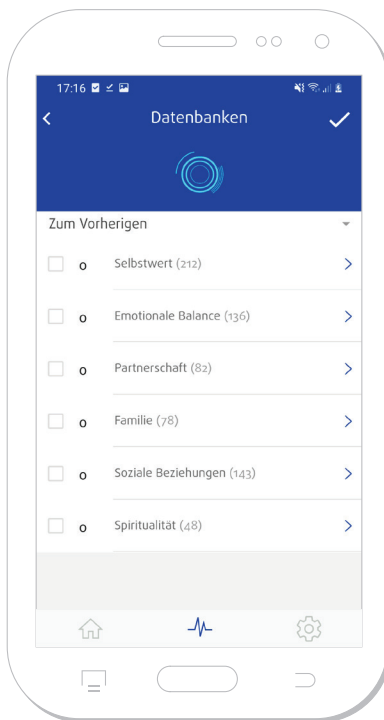 17:16
Datenbanken
Zum Vorherigen
o Selbstwert (212)
o Emotionale Balance (136)
o Partnerschaft (82)
o Familie (78)
o Soziale Beziehungen (143)
o Spiritualität (48)